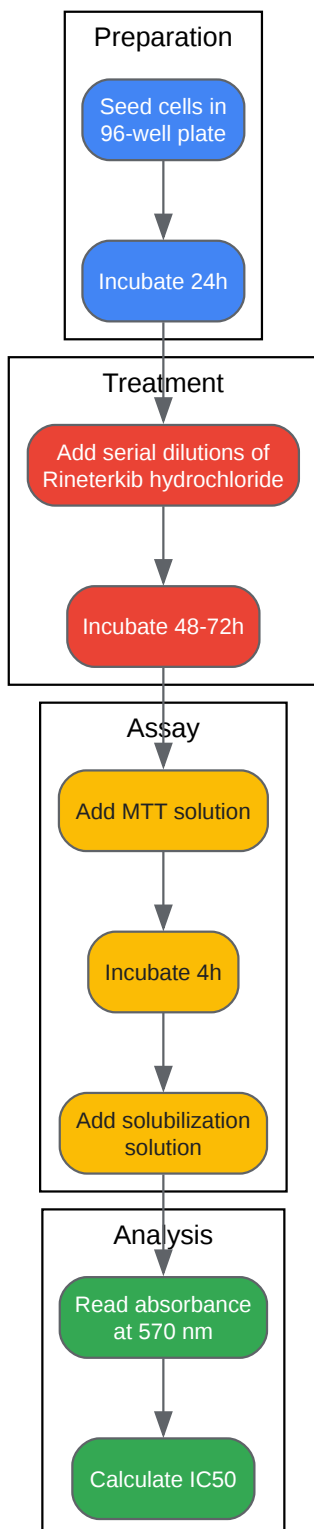 Preparation
Seed cells in
96-well plate
Incubate 24h
Treatment
Add serial dilutions of
Rineterkib hydrochloride
Incubate 48-72h
Assay
Add MTT solution
Incubate 4h
Add solubilization
solution
Analysis
Read absorbance
at 570 nm
Calculate IC50